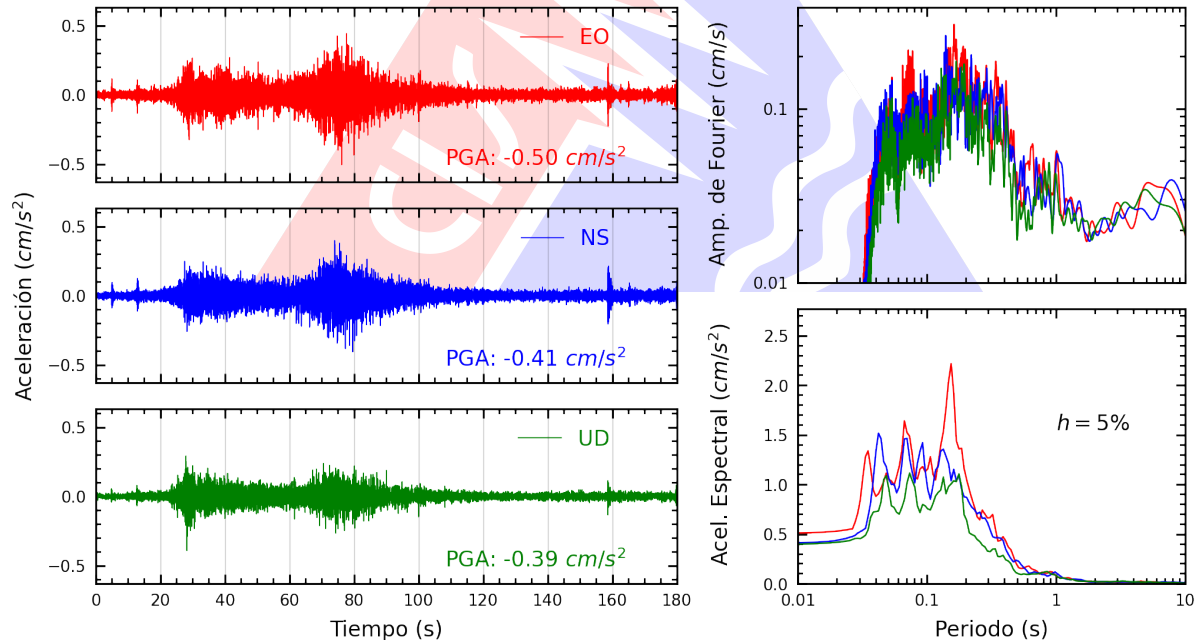 Aceleración (cm/s²)
0.5
0.0
−0.5
EO
PGA: -0.50 cm/s²
0.5
0.0
−0.5
NS
PGA: -0.41 cm/s²
0.5
0.0
−0.5
UD
PGA: -0.39 cm/s²
0 20 40 60 80 100 120 140 160 180
Tiempo (s)
Amp. de Fourier (cm/s)
0.1
0.01
Acel. Espectral (cm/s²)
2.5
2.0
1.5
1.0
0.5
0.0
h = 5%
0.01 0.1 1 10
Periodo (s)